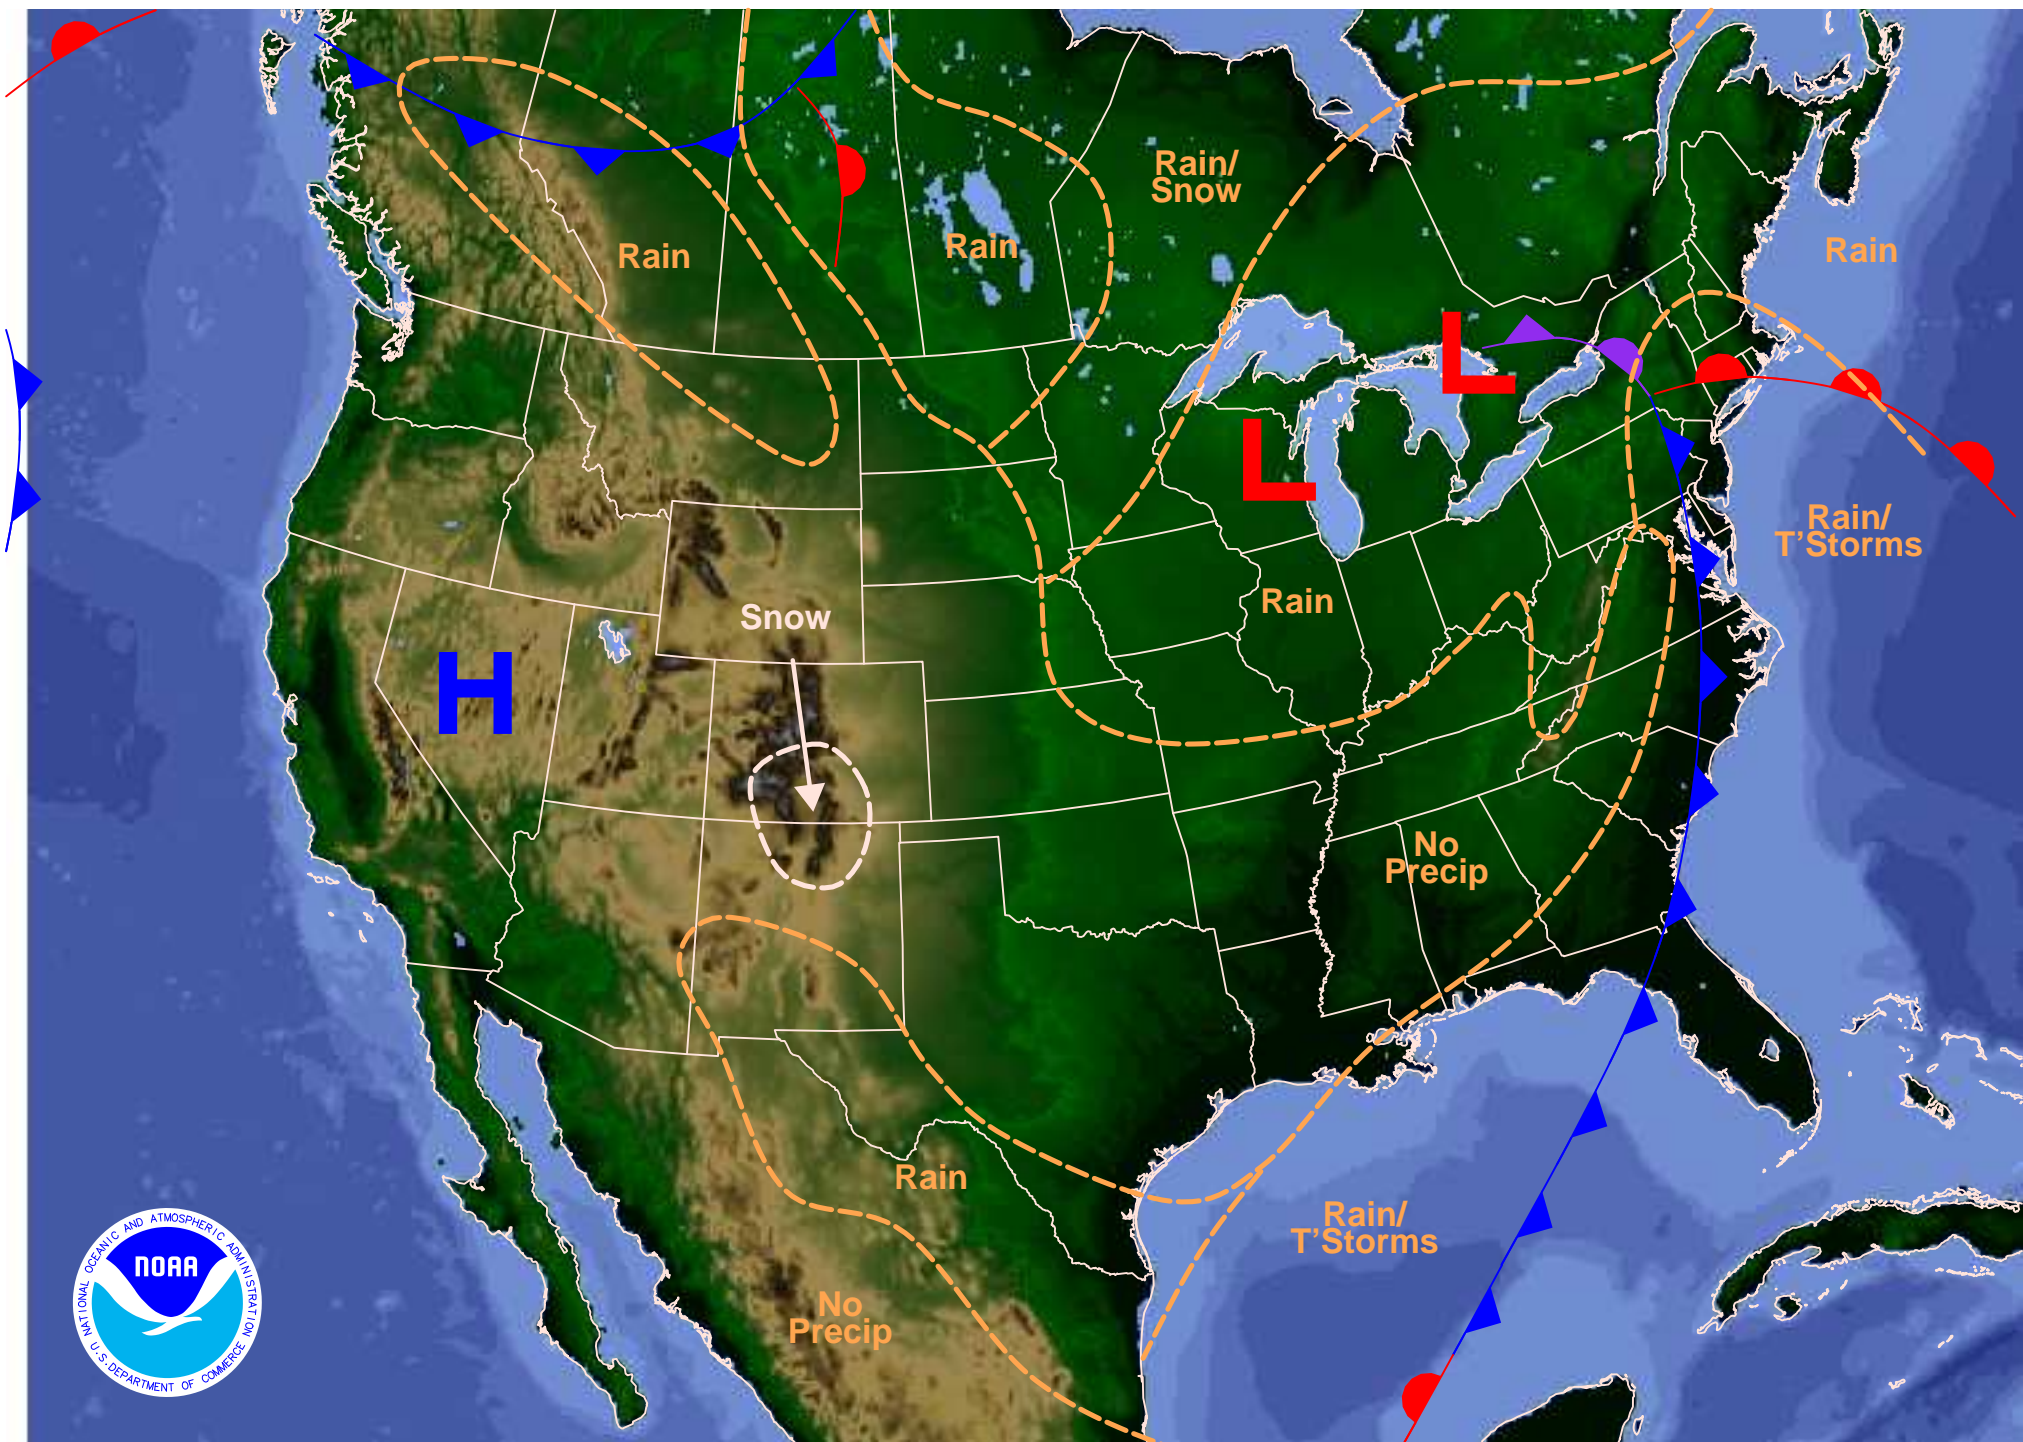 Rain/
Snow
Rain
Rain
Rain
L
L
Rain/
T'Storms
Rain
Snow
H
No
Precip
Rain
Rain/
T'Storms
No
Precip
NATIONAL OCEANIC AND ATMOSPHERIC ADMINISTRATION
NOAA
U.S. DEPARTMENT OF COMMERCE